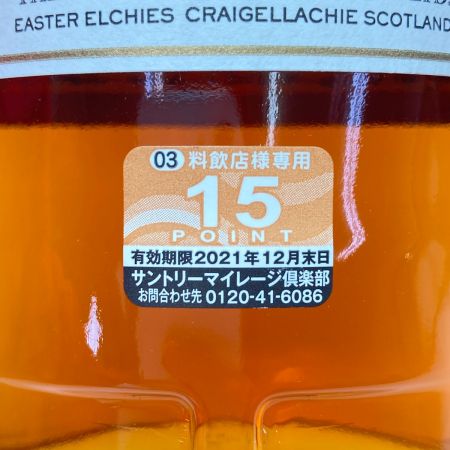 EASTER ELCHIES CRAIGELLACHIE SCOTLAND
03 料飲店様専用
15
POINT
有効期限2021年12月末日
サントリーマイレージ倶楽部
お問合わせ先 0120-41-6086